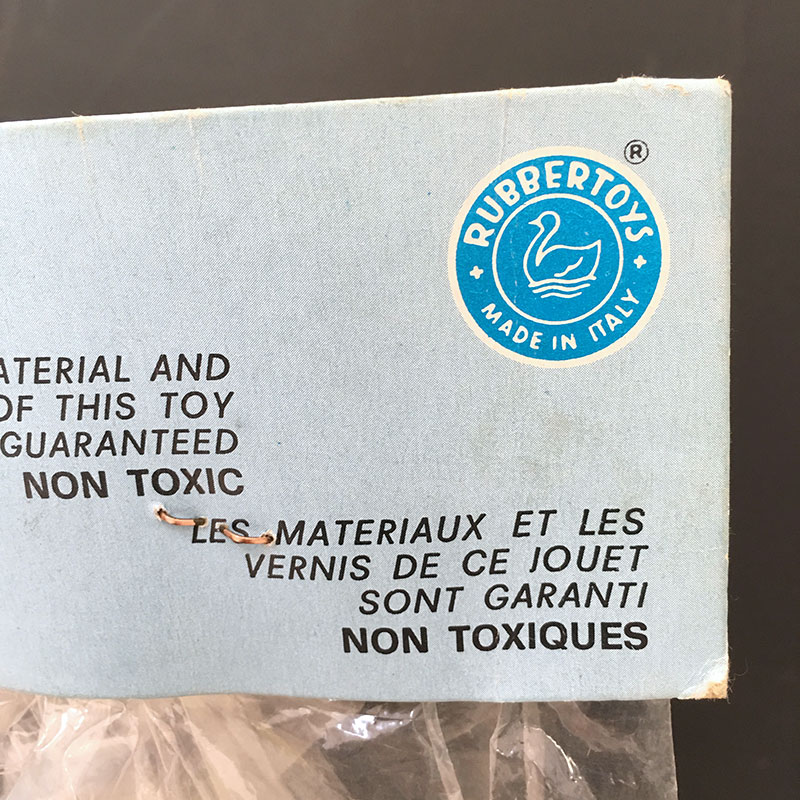 ®
RUBBERTOYS
MADE IN ITALY
ATERIAL AND
OF THIS TOY
GUARANTEED
NON TOXIC
LES MATERIAUX ET LES
VERNIS DE CE JOUET
SONT GARANTI
NON TOXIQUES